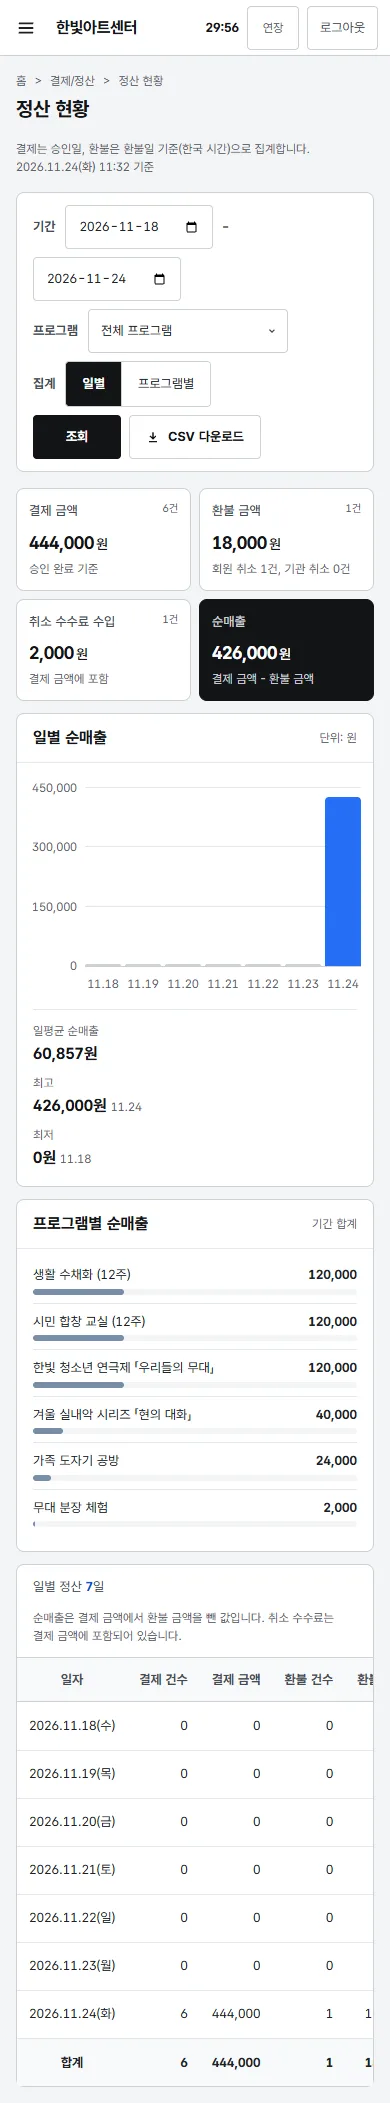 한빛아트센터 29:56 연장 로그아웃
홈 > 결제/정산 > 정산 현황
정산 현황
결제는 승인일, 환불은 환불일 기준(한국 시간)으로 집계합니다.
2026.11.24(화) 11:32 기준
기간 2026-11-18 –
2026-11-24
프로그램 전체 프로그램
집계 일별 프로그램별
조회 CSV 다운로드
결제 금액 6건
444,000원
승인 완료 기준
환불 금액 1건
18,000원
회원 취소 1건, 기관 취소 0건
취소 수수료 수입 1건
2,000원
결제 금액에 포함
순매출
426,000원
결제 금액 - 환불 금액
일별 순매출 단위: 원
450,000
300,000
150,000
0
11.18 11.19 11.20 11.21 11.22 11.23 11.24
일평균 순매출
60,857원
최고
426,000원 11.24
최저
0원 11.18
프로그램별 순매출 기간 합계
생활 수채화 (12주) 120,000
시민 합창 교실 (12주) 120,000
한빛 청소년 연극제 「우리들의 무대」 120,000
겨울 실내악 시리즈 「현의 대화」 40,000
가족 도자기 공방 24,000
무대 분장 체험 2,000
일별 정산 7일
순매출은 결제 금액에서 환불 금액을 뺀 값입니다. 취소 수수료는
결제 금액에 포함되어 있습니다.
일자 결제 건수 결제 금액 환불 건수
2026.11.18(수) 0 0 0
2026.11.19(목) 0 0 0
2026.11.20(금) 0 0 0
2026.11.21(토) 0 0 0
2026.11.22(일) 0 0 0
2026.11.23(월) 0 0 0
2026.11.24(화) 6 444,000 1
합계 6 444,000 1